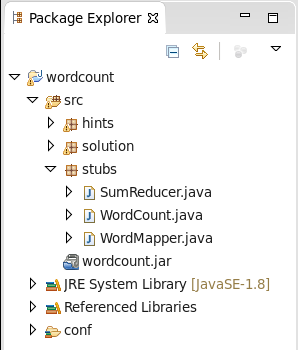 Package Explorer
wordcount
src
hints
solution
stubs
SumReducer.java
WordCount.java
WordMapper.java
wordcount.jar
JRE System Library [JavaSE-1.8]
Referenced Libraries
conf